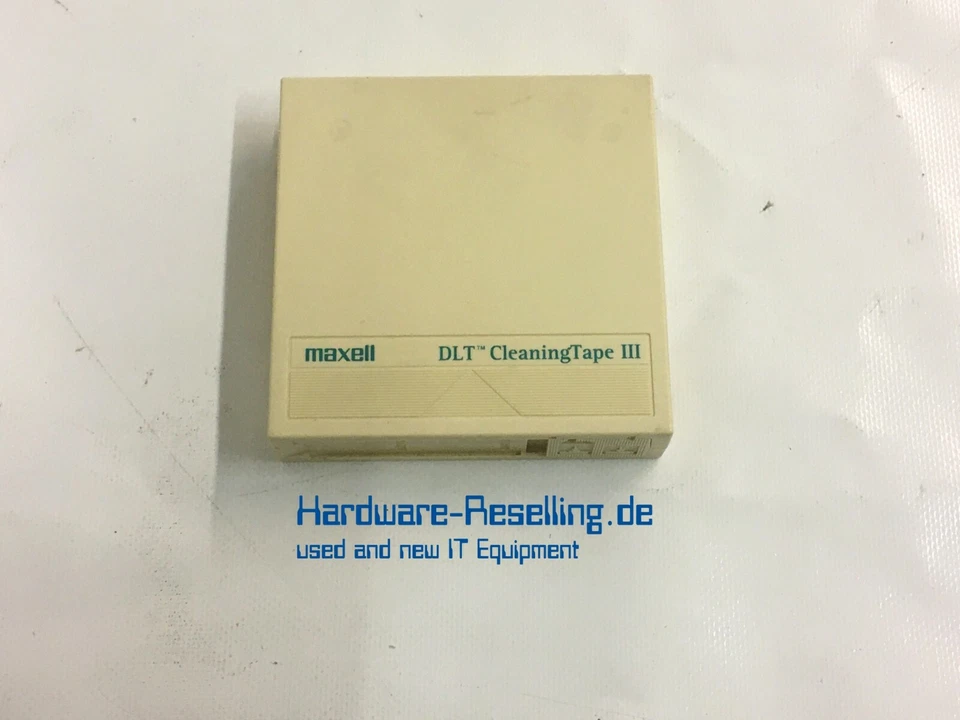 maxell DLT™ CleaningTape III
Hardware-Reselling.de
used and new IT Equipment